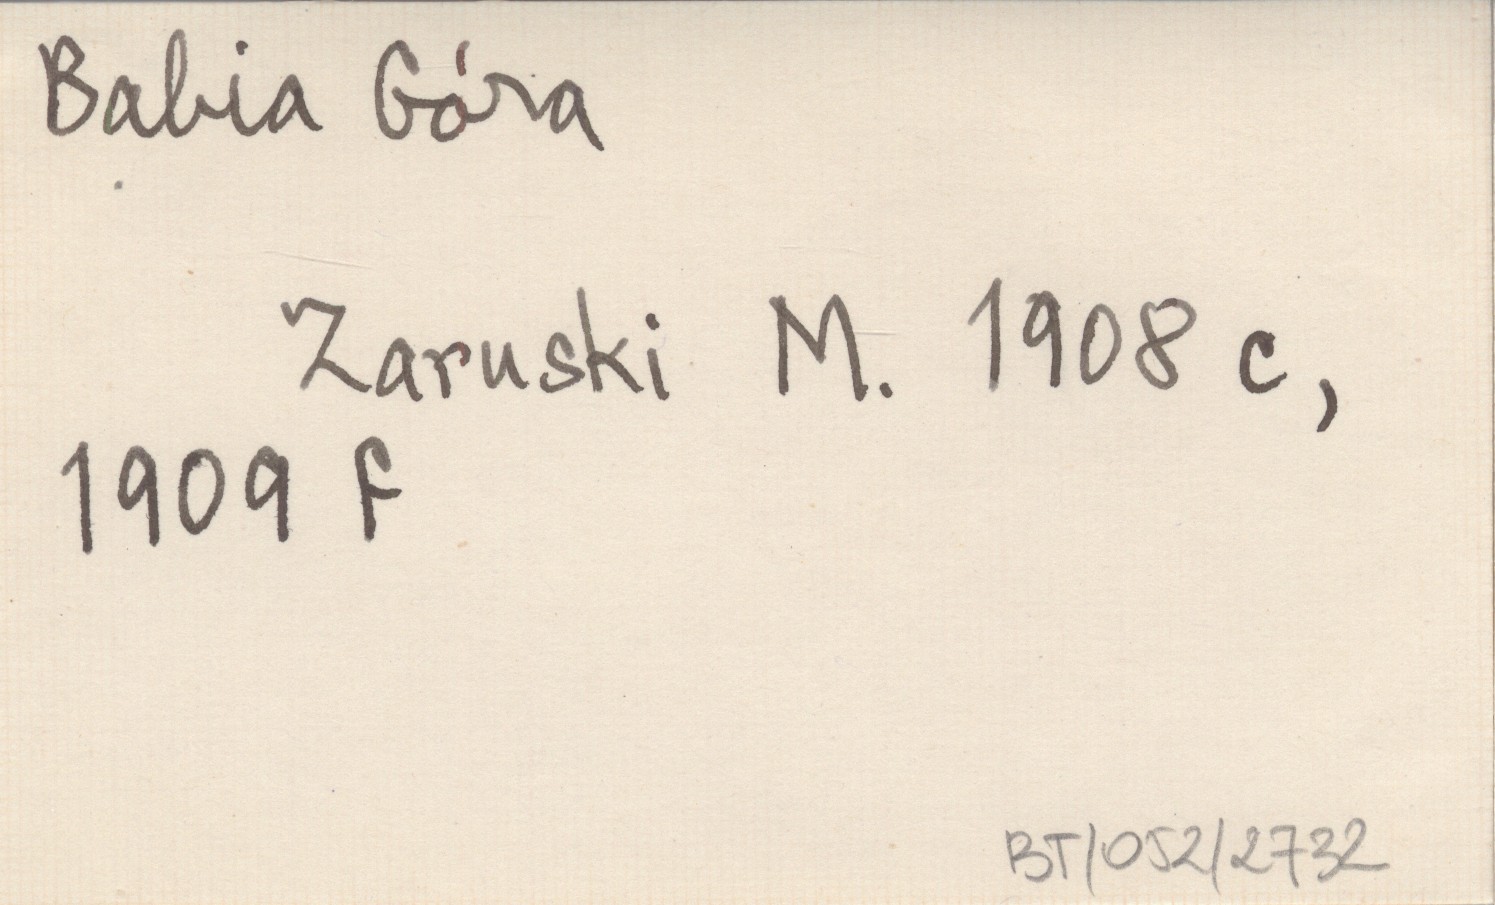 Babia Góra
Zaruski M. 1908 c,
1909 f
BT/052/2732